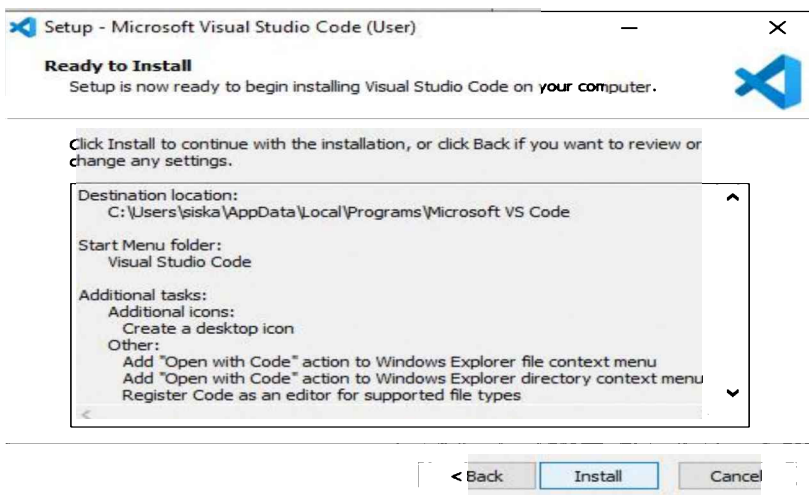 Setup - Microsoft Visual Studio Code (User)
Ready to Install
Setup is now ready to begin installing Visual Studio Code on your computer.
Click Install to continue with the installation, or click Back if you want to review or
change any settings.
Destination location:
C:\Users\siska\AppData\Local\Programs\Microsoft VS Code
Start Menu folder:
Visual Studio Code
Additional tasks:
Additional icons:
Create a desktop icon
Other:
Add "Open with Code" action to Windows Explorer file context menu
Add "Open with Code" action to Windows Explorer directory context menu
Register Code as an editor for supported file types
< Back Install Cancel